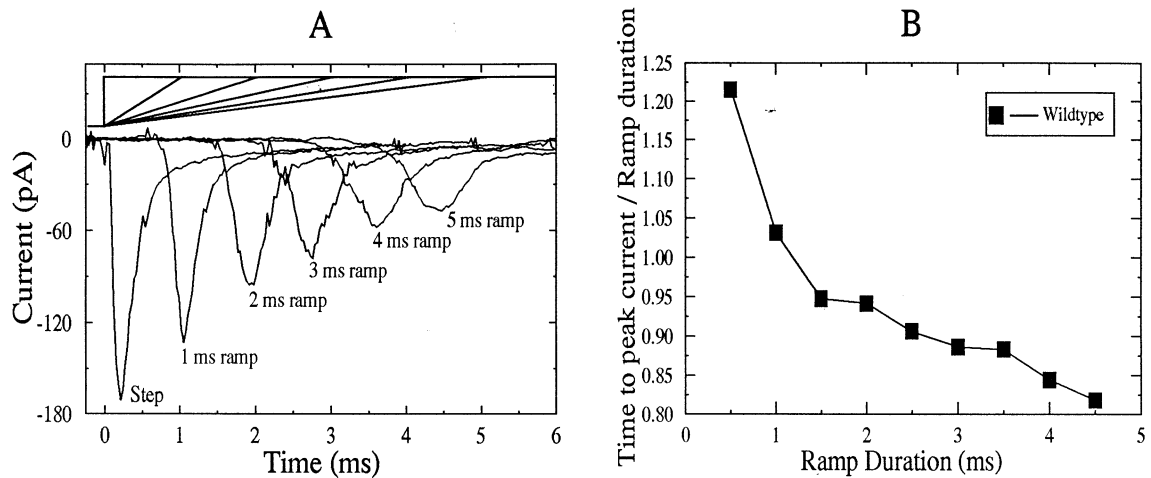 A
Current (pA)
0
-60
-120
-180
Step
1 ms ramp
2 ms ramp
3 ms ramp
4 ms ramp
5 ms ramp
0 1 2 3 4 5 6
Time (ms)
B
Time to peak current / Ramp duration
1.25
1.20
1.15
1.10
1.05
1.00
0.95
0.90
0.85
0.80
Wildtype
0 1 2 3 4 5
Ramp Duration (ms)